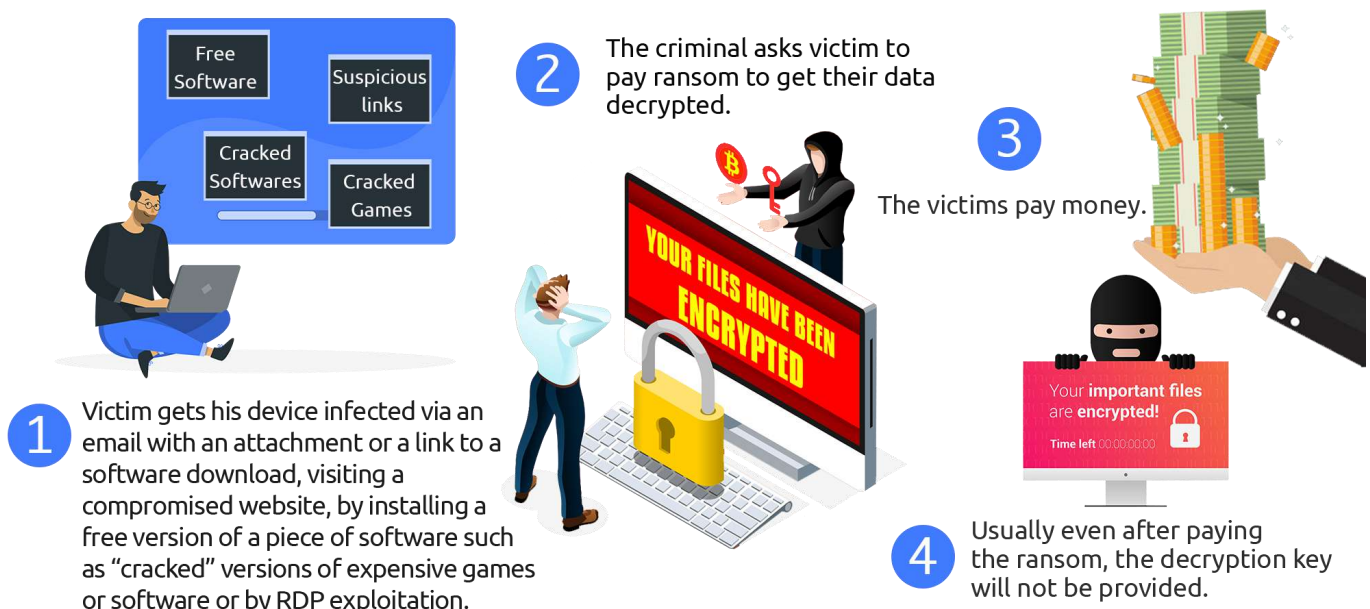 Free
Software
Suspicious
links
Cracked
Softwares
Cracked
Games
1
Victim gets his device infected via an
email with an attachment or a link to a
software download, visiting a
compromised website, by installing a
free version of a piece of software such
as “cracked” versions of expensive games
or software or by RDP exploitation.
2
The criminal asks victim to
pay ransom to get their data
decrypted.
YOUR FILES HAVE BEEN
ENCRYPTED
3
The victims pay money.
Your important files
are encrypted!
Time left 00:00:00:00
4
Usually even after paying
the ransom, the decryption key
will not be provided.